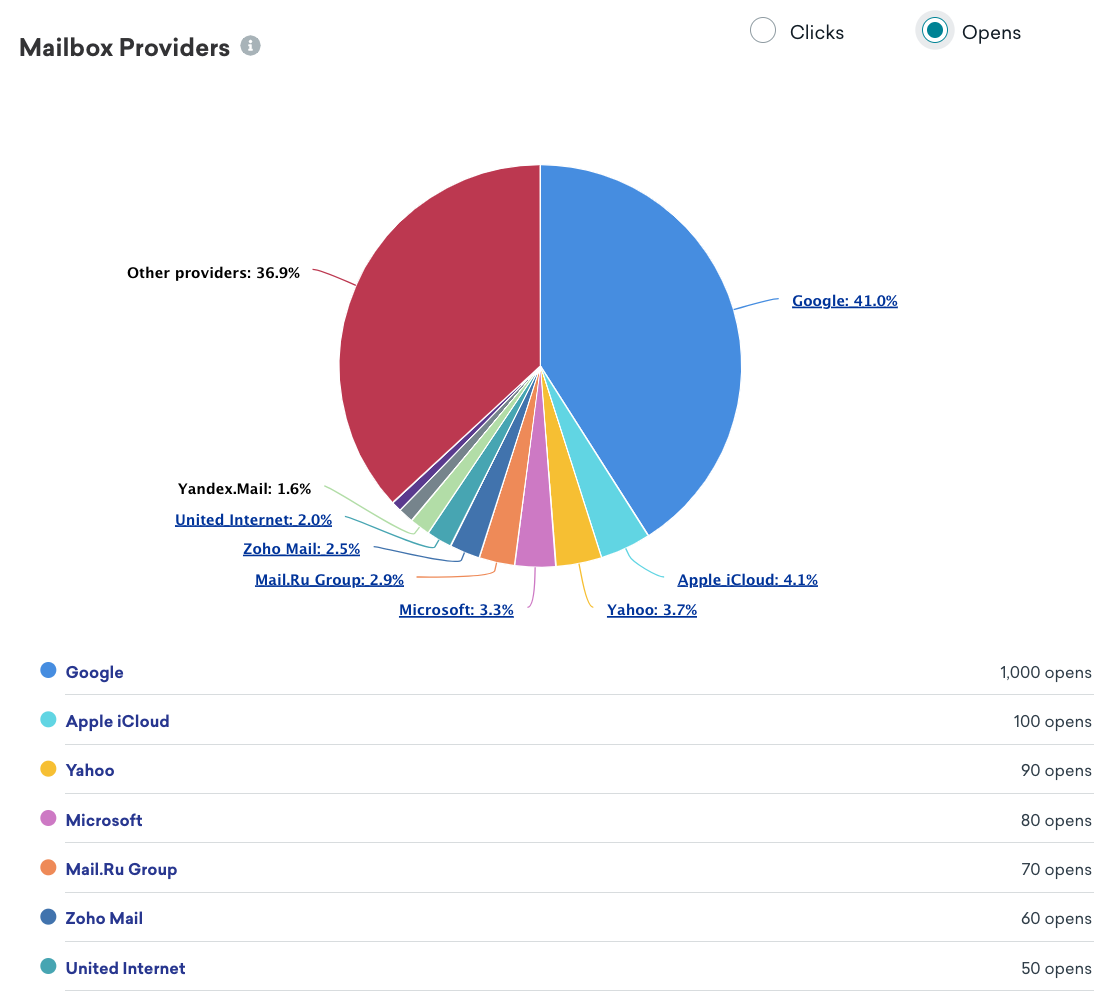 Mailbox Providers
Clicks
Opens
Other providers: 36.9%
Google: 41.0%
Yandex.Mail: 1.6%
United Internet: 2.0%
Zoho Mail: 2.5%
Mail.Ru Group: 2.9%
Apple iCloud: 4.1%
Microsoft: 3.3%
Yahoo: 3.7%
Google 1,000 opens
Apple iCloud 100 opens
Yahoo 90 opens
Microsoft 80 opens
Mail.Ru Group 70 opens
Zoho Mail 60 opens
United Internet 50 opens